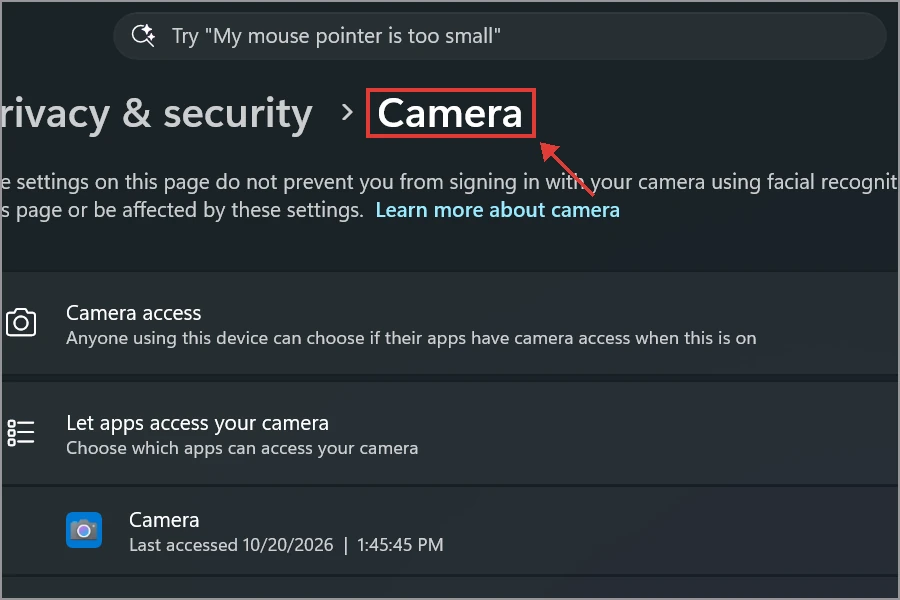 Try "My mouse pointer is too small"
rivacy & security > Camera
e settings on this page do not prevent you from signing in with your camera using facial recognit
s page or be affected by these settings. Learn more about camera
Camera access
Anyone using this device can choose if their apps have camera access when this is on
Let apps access your camera
Choose which apps can access your camera
Camera
Last accessed 10/20/2026 | 1:45:45 PM